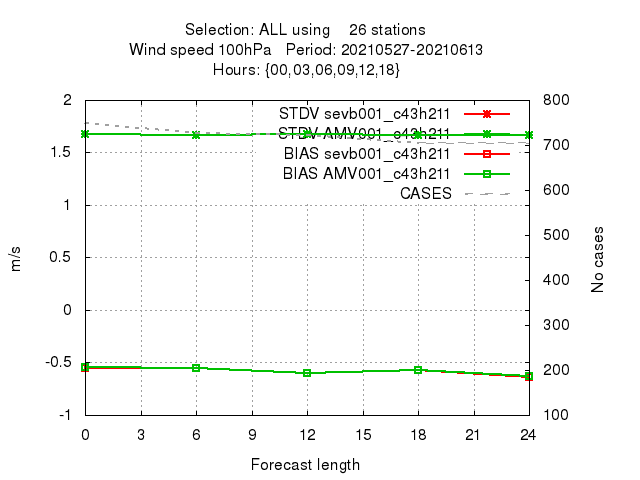 Selection: ALL using 26 stations
Wind speed 100hPa Period: 20210527-20210613
Hours: {00,03,06,09,12,18}
2
1.5
1
0.5
0
-0.5
-1
m/s
STDV sevb001_c43h211
STDV AMV001_c43h211
BIAS sevb001_c43h211
BIAS AMV001_c43h211
CASES
800
700
600
500
400
300
200
100
No cases
0 3 6 9 12 15 18 21 24
Forecast length